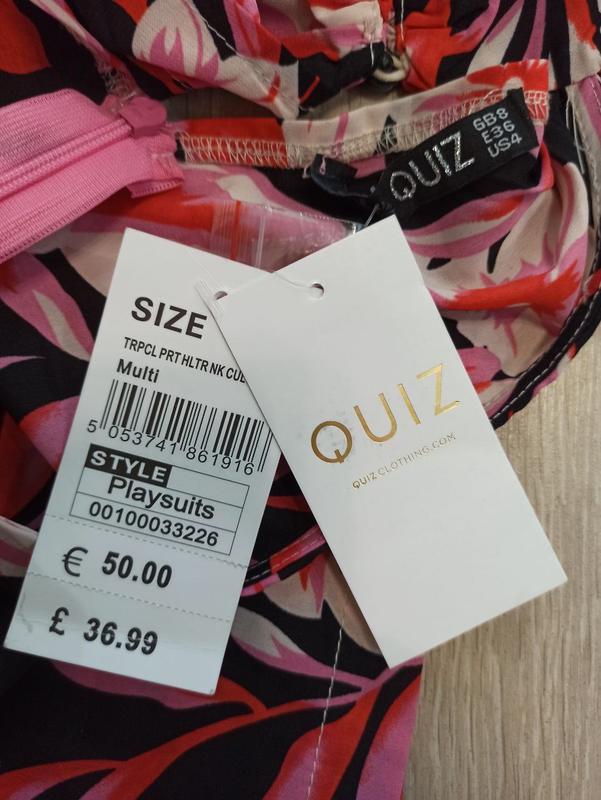 QUIZ
GB8
E36
US4
SIZE
TRPCL PRT HLTR NK
Multi
5 053741 861916
STYLE
Playsuits
00100033226
€ 50.00
£ 36.99
QUIZ
QUIZCLOTHING.COM